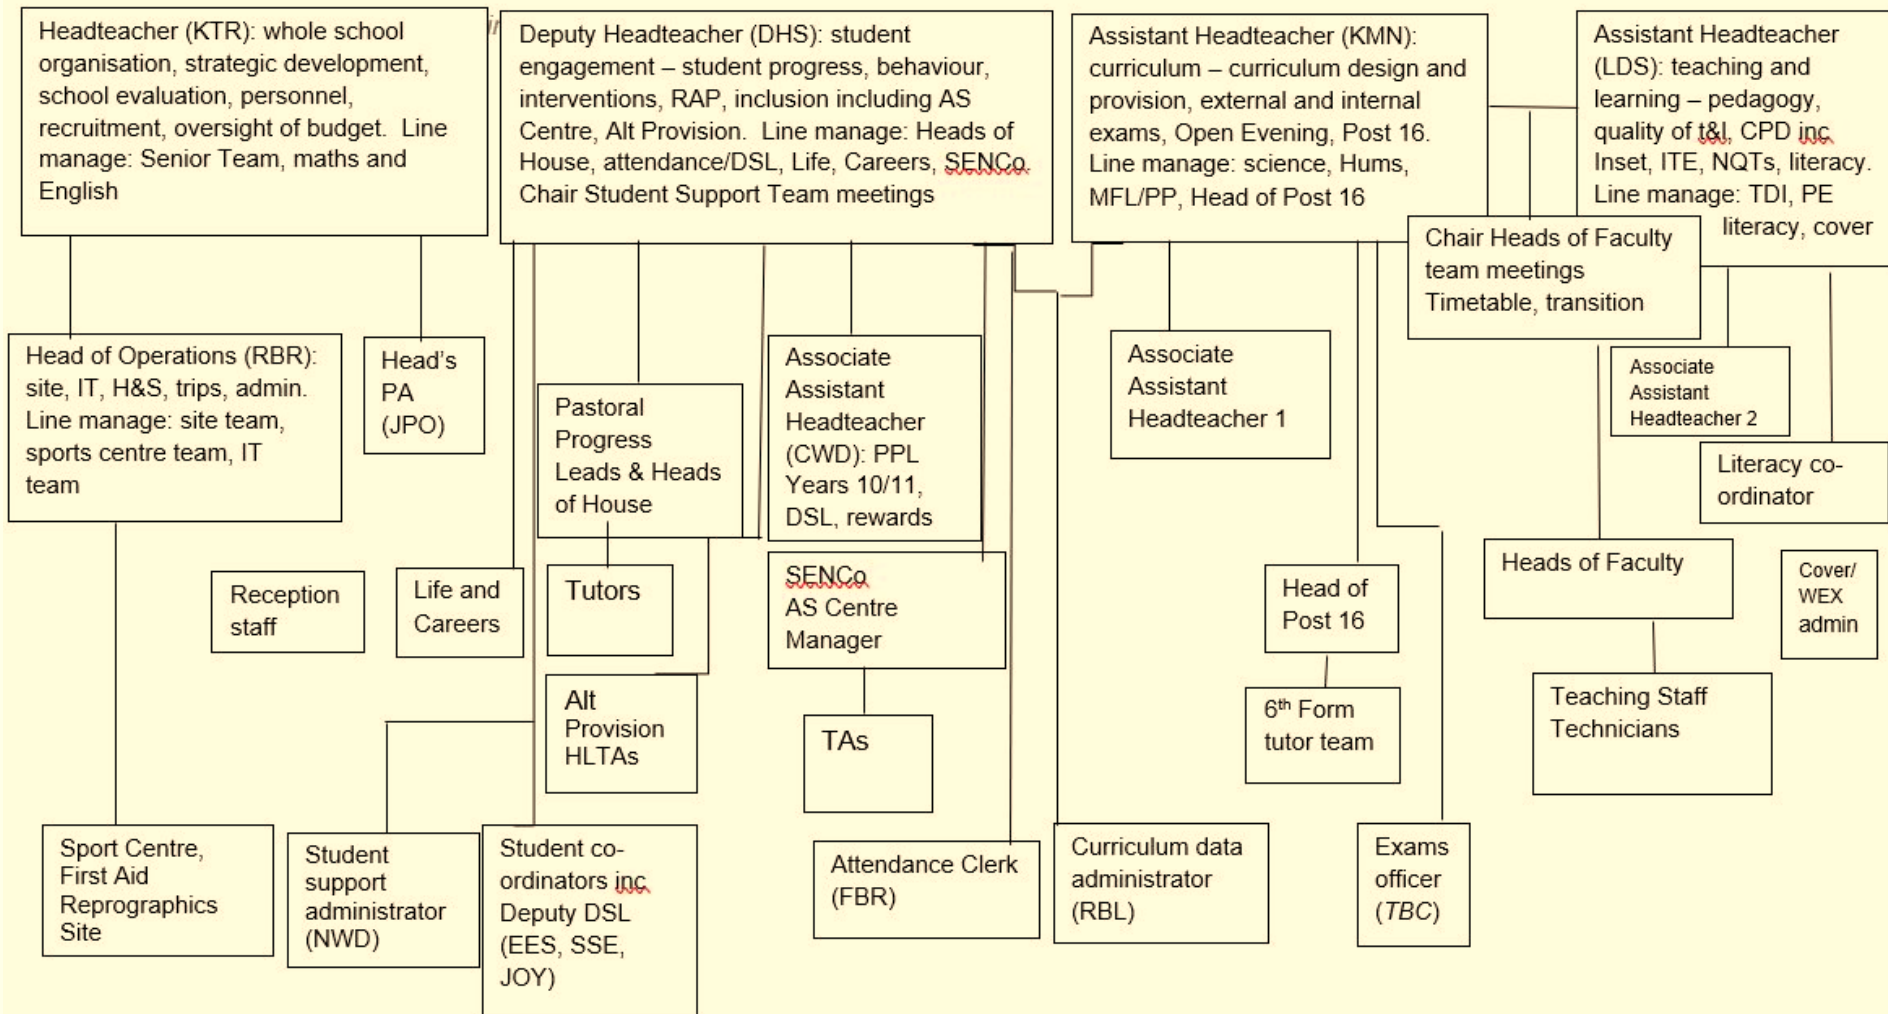 Headteacher (KTR): whole school
organisation, strategic development,
school evaluation, personnel,
recruitment, oversight of budget. Line
manage: Senior Team, maths and
English
Deputy Headteacher (DHS): student
engagement – student progress, behaviour,
interventions, RAP, inclusion including AS
Centre, Alt Provision. Line manage: Heads of
House, attendance/DSL, Life, Careers, SENCo.
Chair Student Support Team meetings
Assistant Headteacher (KMN):
curriculum – curriculum design and
provision, external and internal
exams, Open Evening, Post 16.
Line manage: science, Hums,
MFL/PP, Head of Post 16
Assistant Headteacher
(LDS): teaching and
learning – pedagogy,
quality of t&l, CPD inc
Inset, ITE, NQTs, literacy.
Line manage: TDI, PE
literacy, cover
Chair Heads of Faculty
team meetings
Timetable, transition
Head of Operations (RBR):
site, IT, H&S, trips, admin.
Line manage: site team,
sports centre team, IT
team
Head's
PA
(JPO)
Pastoral
Progress
Leads & Heads
of House
Associate
Assistant
Headteacher
(CWD): PPL
Years 10/11,
DSL, rewards
Associate
Assistant
Headteacher 1
Associate
Assistant
Headteacher 2
Literacy co-
ordinator
Reception
staff
Life and
Careers
Tutors
SENCo
AS Centre
Manager
Head of
Post 16
Heads of Faculty
Cover/
WEX
admin
Alt
Provision
HLTAs
TAs
6th Form
tutor team
Teaching Staff
Technicians
Sport Centre,
First Aid
Reprographics
Site
Student
support
administrator
(NWD)
Student co-
ordinators inc
Deputy DSL
(EES, SSE,
JOY)
Attendance Clerk
(FBR)
Curriculum data
administrator
(RBL)
Exams
officer
(TBC)